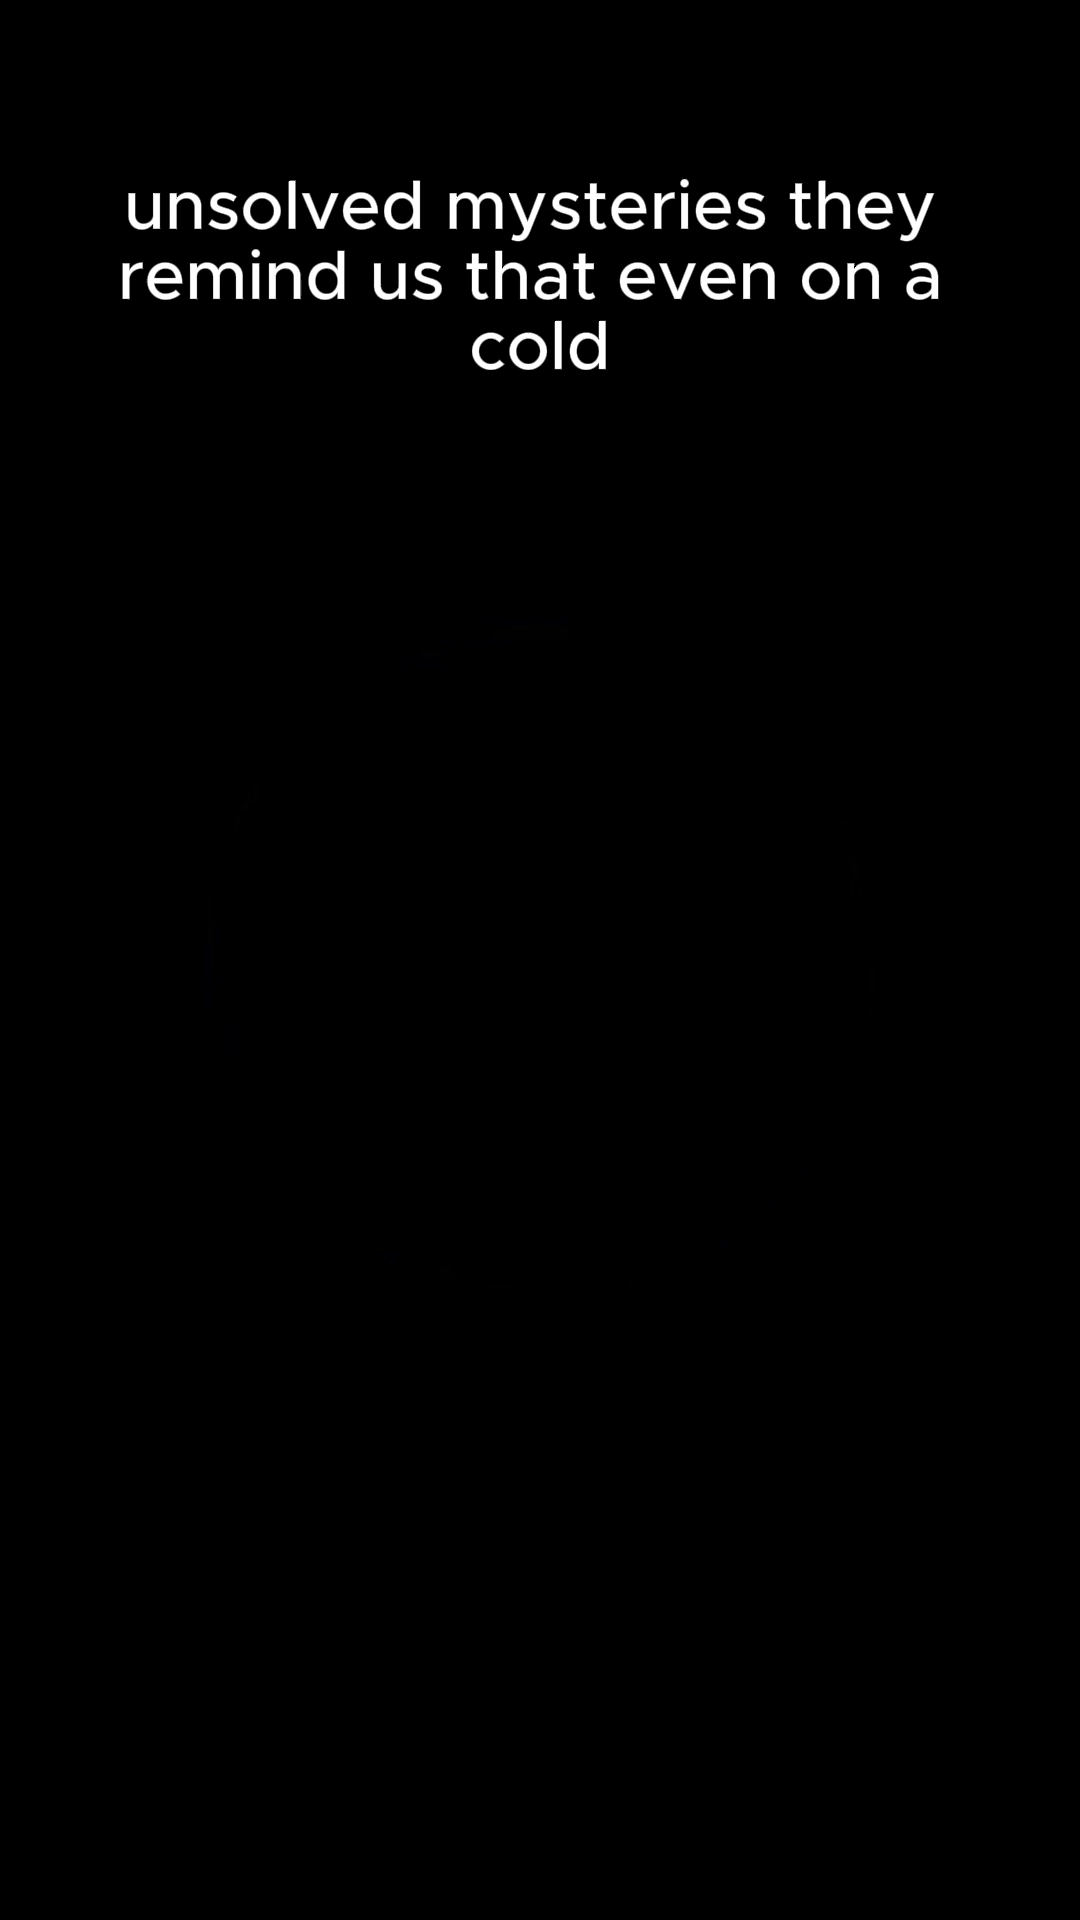 unsolved mysteries they
remind us that even on a
cold